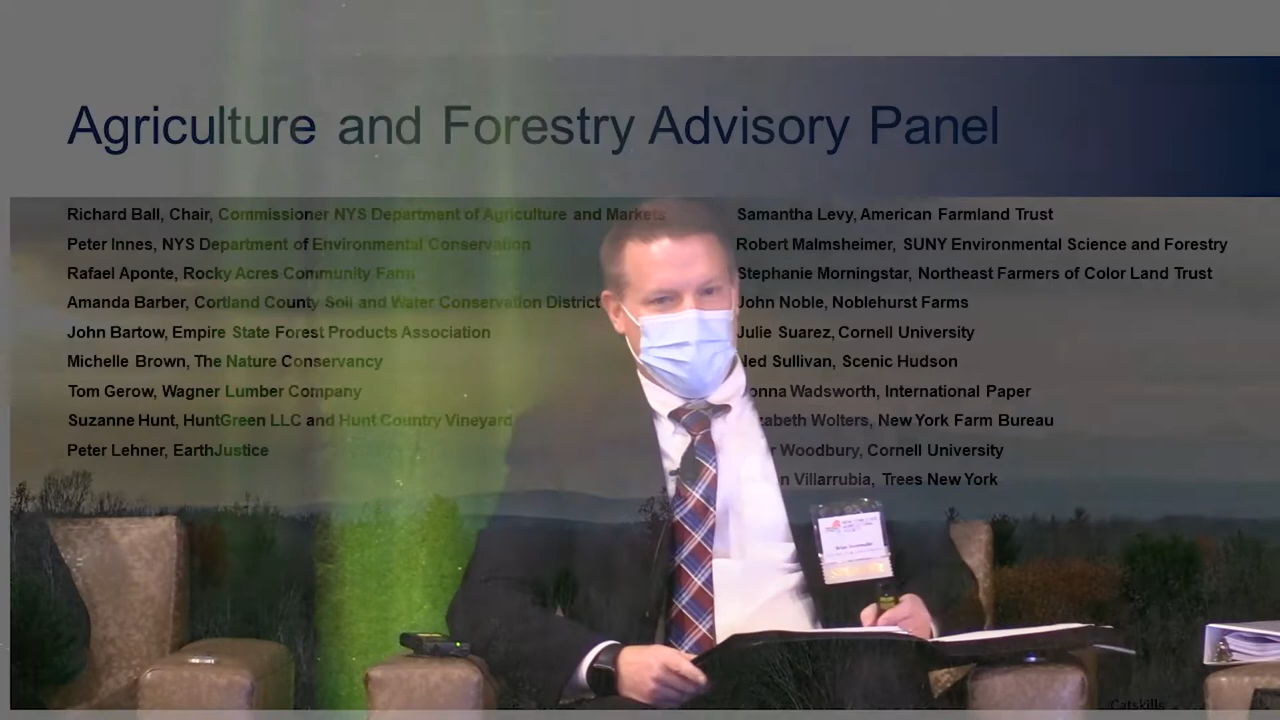 Agriculture and Forestry Advisory Panel
Richard Ball, Chair, Commissioner NYS Department of Agriculture and Markets
Peter Innes, NYS Department of Environmental Conservation
Rafael Aponte, Rocky Acres Community Farm
Amanda Barber, Cortland County Soil and Water Conservation District
John Bartow, Empire State Forest Products Association
Michelle Brown, The Nature Conservancy
Tom Gerow, Wagner Lumber Company
Suzanne Hunt, HuntGreen LLC and Hunt Country Vineyard
Peter Lehner, EarthJustice
Samantha Levy, American Farmland Trust
Robert Malmsheimer, SUNY Environmental Science and Forestry
Stephanie Morningstar, Northeast Farmers of Color Land Trust
John Noble, Noblehurst Farms
Julie Suarez, Cornell University
Ned Sullivan, Scenic Hudson
Wadsworth, International Paper
Wolters, New York Farm Bureau
Woodbury, Cornell University
Villarrubia, Trees New York
Catskills